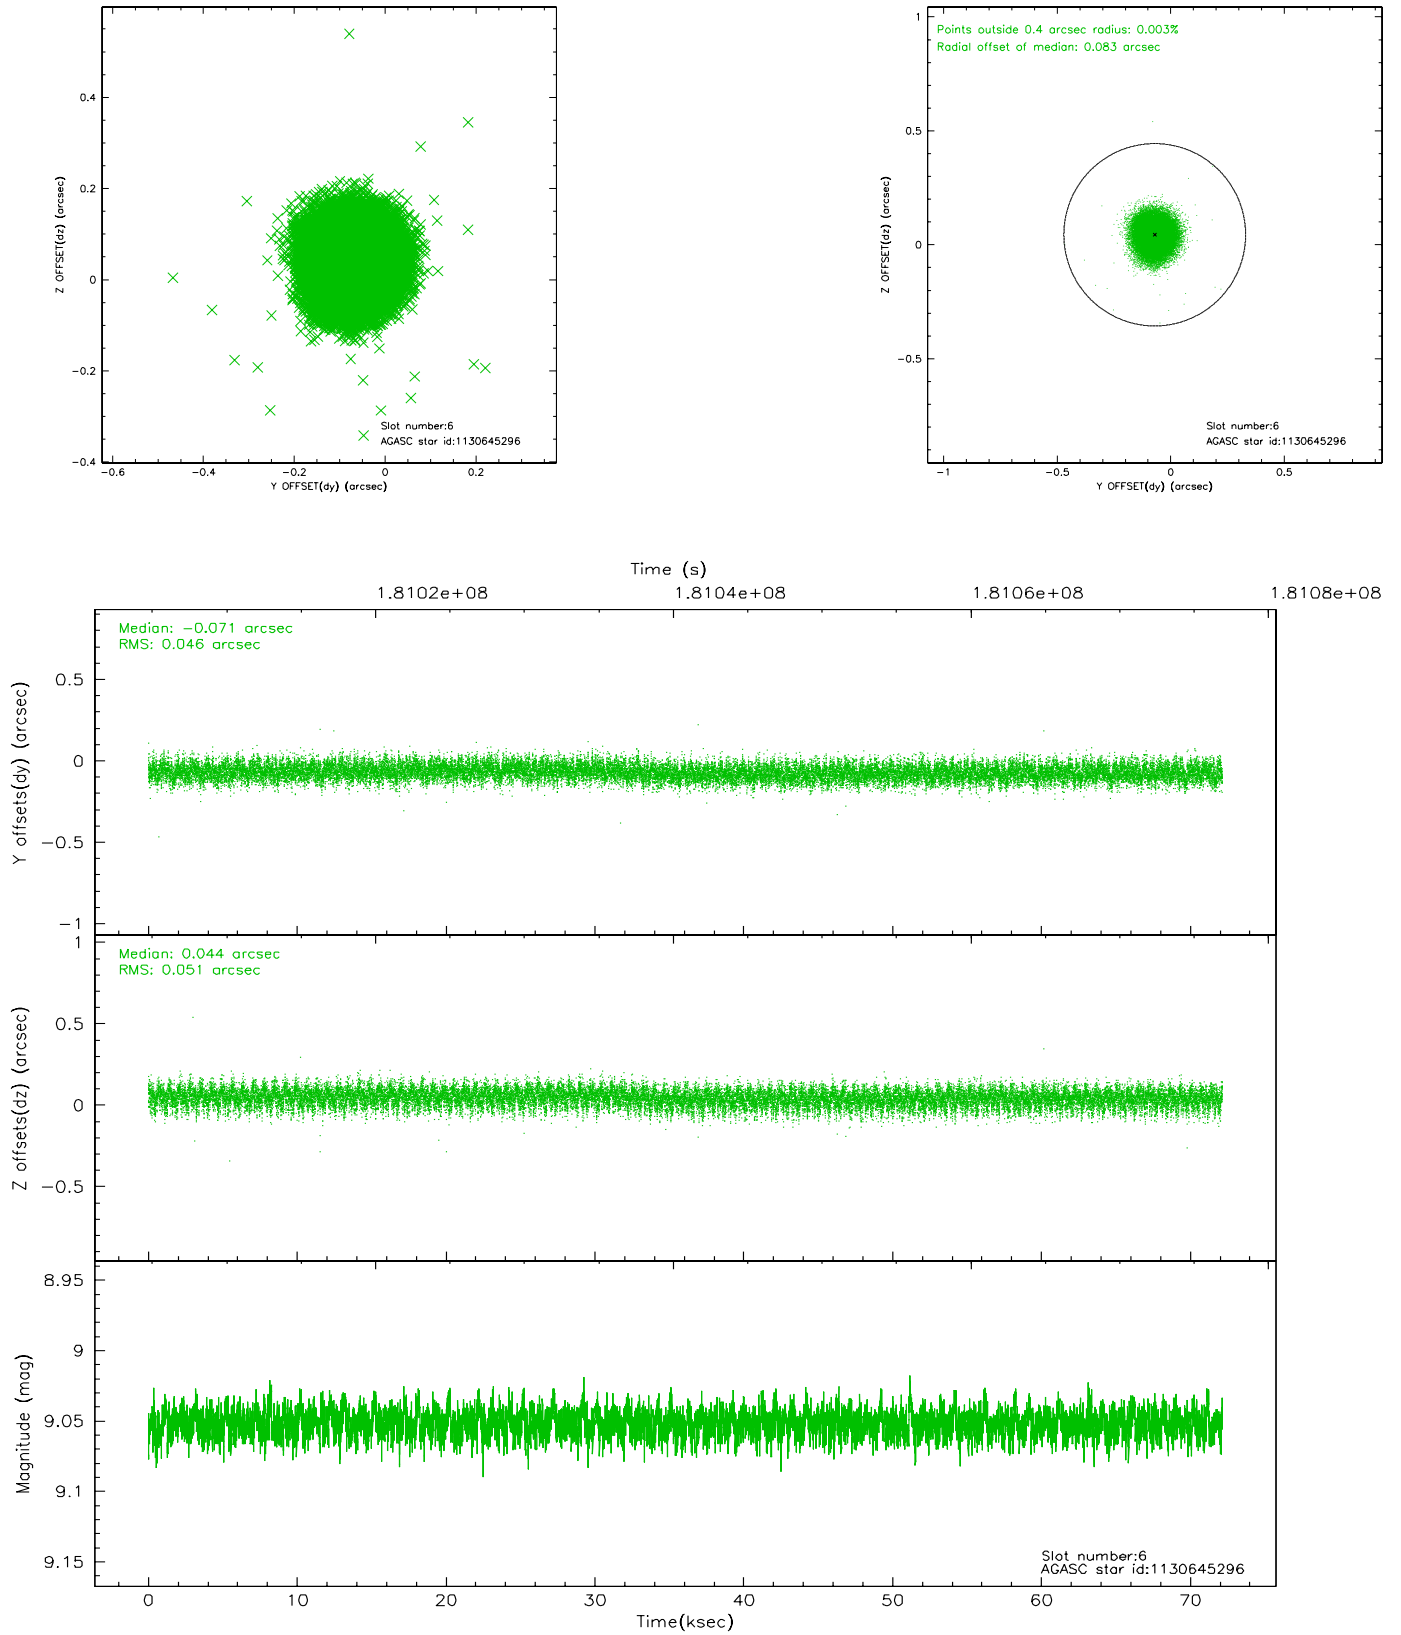 0.4
0.2
0
−0.2
−0.4
Z OFFSET(dz) (arcsec)
−0.6 −0.4 −0.2 0 0.2
Y OFFSET(dy) (arcsec)
Slot number:6
AGASC star id:1130645296
Points outside 0.4 arcsec radius: 0.003%
Radial offset of median: 0.083 arcsec
1
0.5
0
−0.5
Z OFFSET(dz) (arcsec)
−1 −0.5 0 0.5
Y OFFSET(dy) (arcsec)
Slot number:6
AGASC star id:1130645296
Time (s)
1.8102e+08 1.8104e+08 1.8106e+08 1.8108e+08
Median: −0.071 arcsec
RMS: 0.046 arcsec
0.5
0
−0.5
−1
Y offsets(dy) (arcsec)
Median: 0.044 arcsec
RMS: 0.051 arcsec
1
0.5
0
−0.5
Z offsets(dz) (arcsec)
8.95
9
9.05
9.1
9.15
Magnitude (mag)
Slot number:6
AGASC star id:1130645296
0 10 20 30 40 50 60 70
Time(ksec)